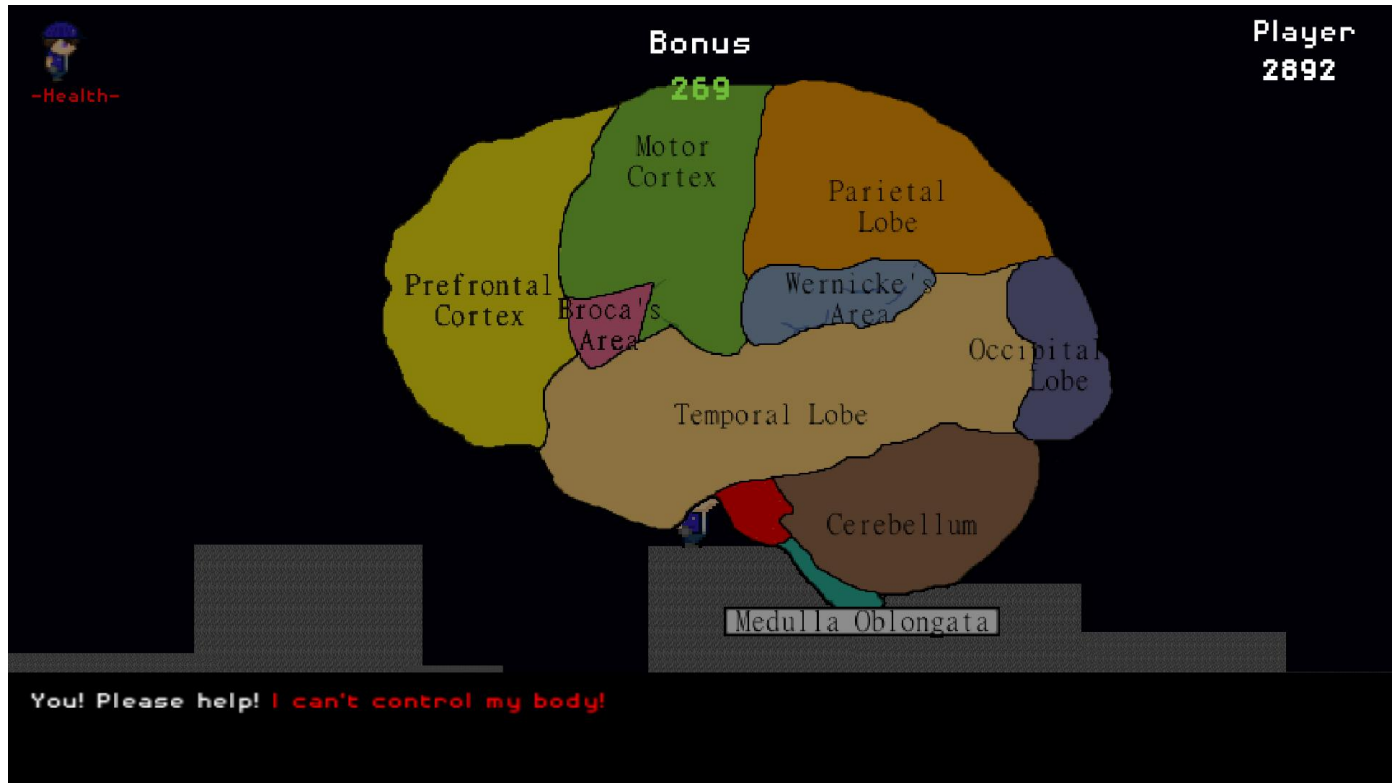 -Health-
Bonus
269
Player
2892
Motor
Cortex
Parietal
Lobe
Prefrontal
Cortex
Broca's
Area
Wernicke's
Area
Occipital
Lobe
Temporal Lobe
Cerebellum
Medulla Oblongata
You! Please help! I can't control my body!